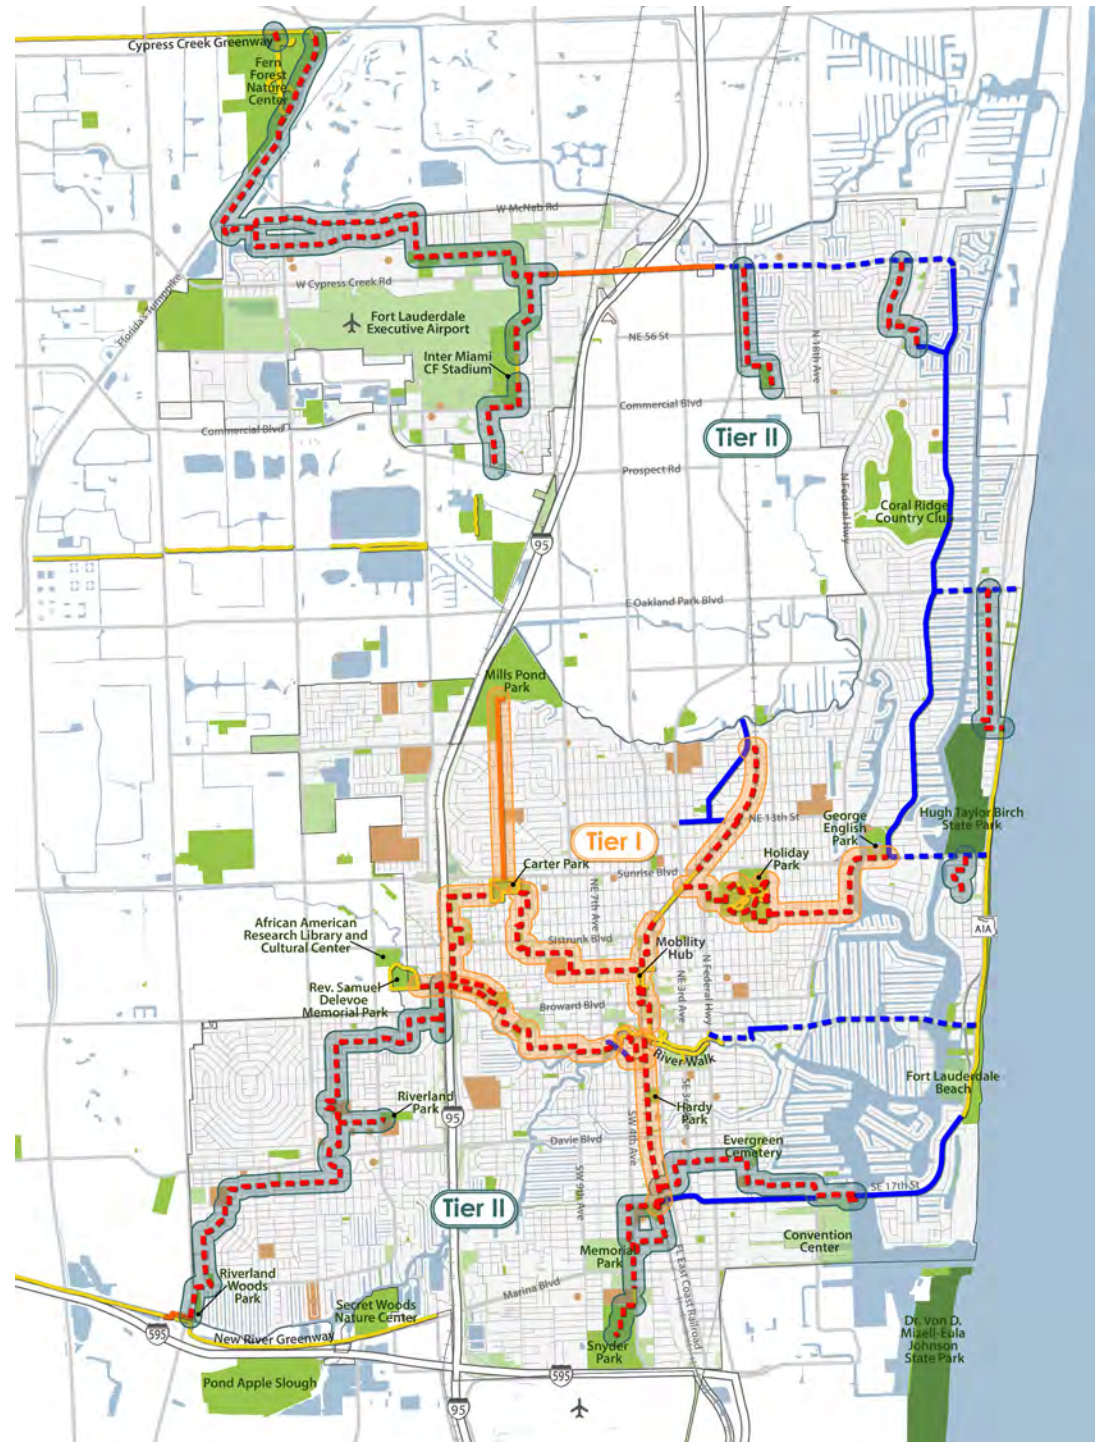 Cypress Creek Greenway
Fern
Forest
Nature
Center
W McNab Rd
W Cypress Creek Rd
Florida's Turnpike
Fort Lauderdale
Executive Airport
NE 56 St
N 18th Ave
Inter Miami
CF Stadium
Commercial Blvd
Commercial Blvd
Tier II
Prospect Rd
N Federal Hwy
Coral Ridge
Country Club
95
E Oakland Park Blvd
Mills Pond
Park
NE 13th St
George
English
Park
Hugh Taylor Birch
State Park
Tier I
Holiday
Park
Carter Park
Sunrise Blvd
NE 7th Ave
African American
Research Library and
Cultural Center
Sistrunk Blvd
Mobility
Hub
A1A
Rev. Samuel
Delevoe
Memorial Park
NE 3rd Ave
N Federal Hwy
Broward Blvd
River Walk
Fort Lauderdale
Beach
Riverland
Park
Hardy
Park
95
SW 4th Ave
Davie Blvd
Evergreen
Cemetery
SW 9th Ave
SE 17th St
Tier II
Convention
Center
Memorial
Park
Riverland
Woods
Park
Marina Blvd
FL East Coast Railroad
Secret Woods
Nature Center
595
New River Greenway
Snyder
Park
Dr. Von D.
Mizell-Eula
Johnson
State Park
595
Pond Apple Slough
95